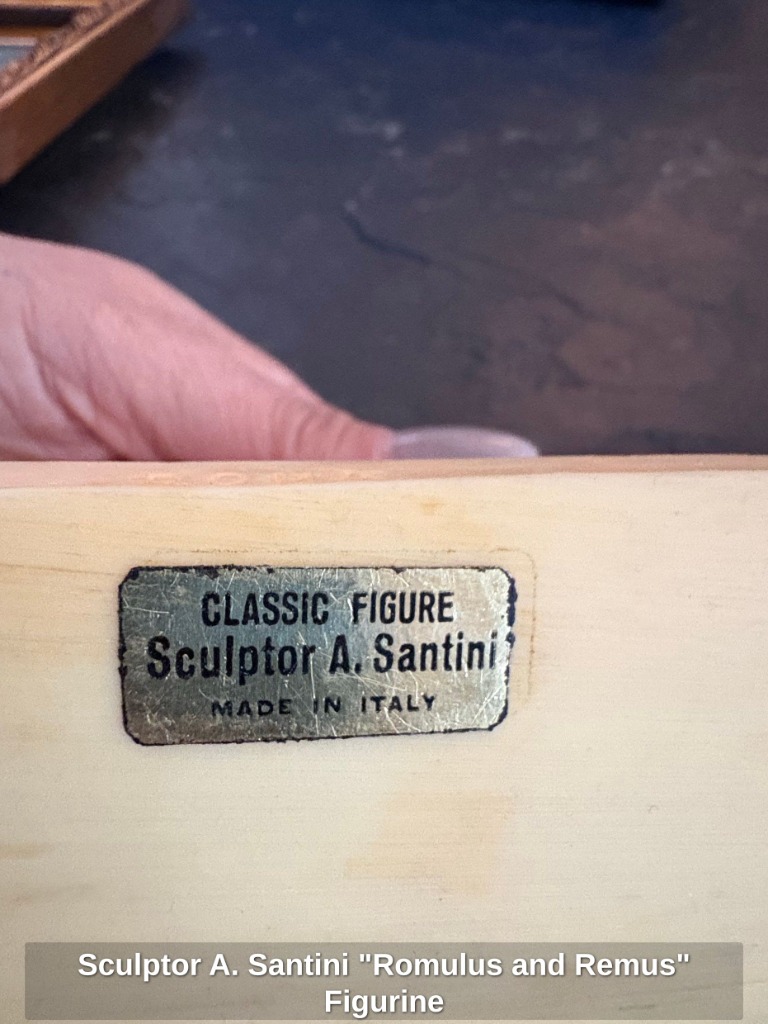 CLASSIC FIGURE
Sculptor A. Santini
MADE IN ITALY
Sculptor A. Santini "Romulus and Remus"
Figurine